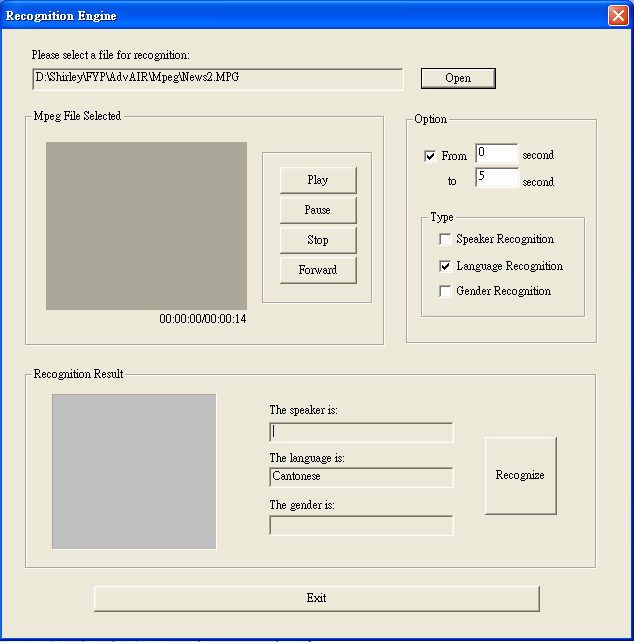 Recognition Engine
Please select a file for recognition:
D:\Shirley\FYP\AdvAIR\Mpeg\News2.MPG
Open
Mpeg File Selected
Play
Pause
Stop
Forward
00:00:00/00:00:14
Option
From 0 second
to 5 second
Type
Speaker Recognition
Language Recognition
Gender Recognition
Recognition Result
The speaker is:
The language is:
Cantonese
The gender is:
Recognize
Exit